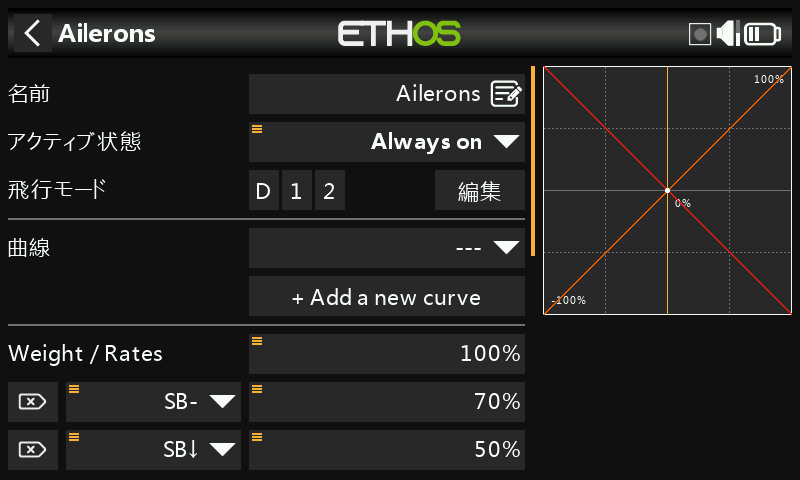 Ailerons ETHOS
名前 Ailerons
アクティブ状態 Always on
飛行モード D 1 2 編集
曲線 ---
+ Add a new curve
Weight / Rates 100%
SB- 70%
SB↓ 50%
100%
0%
-100%